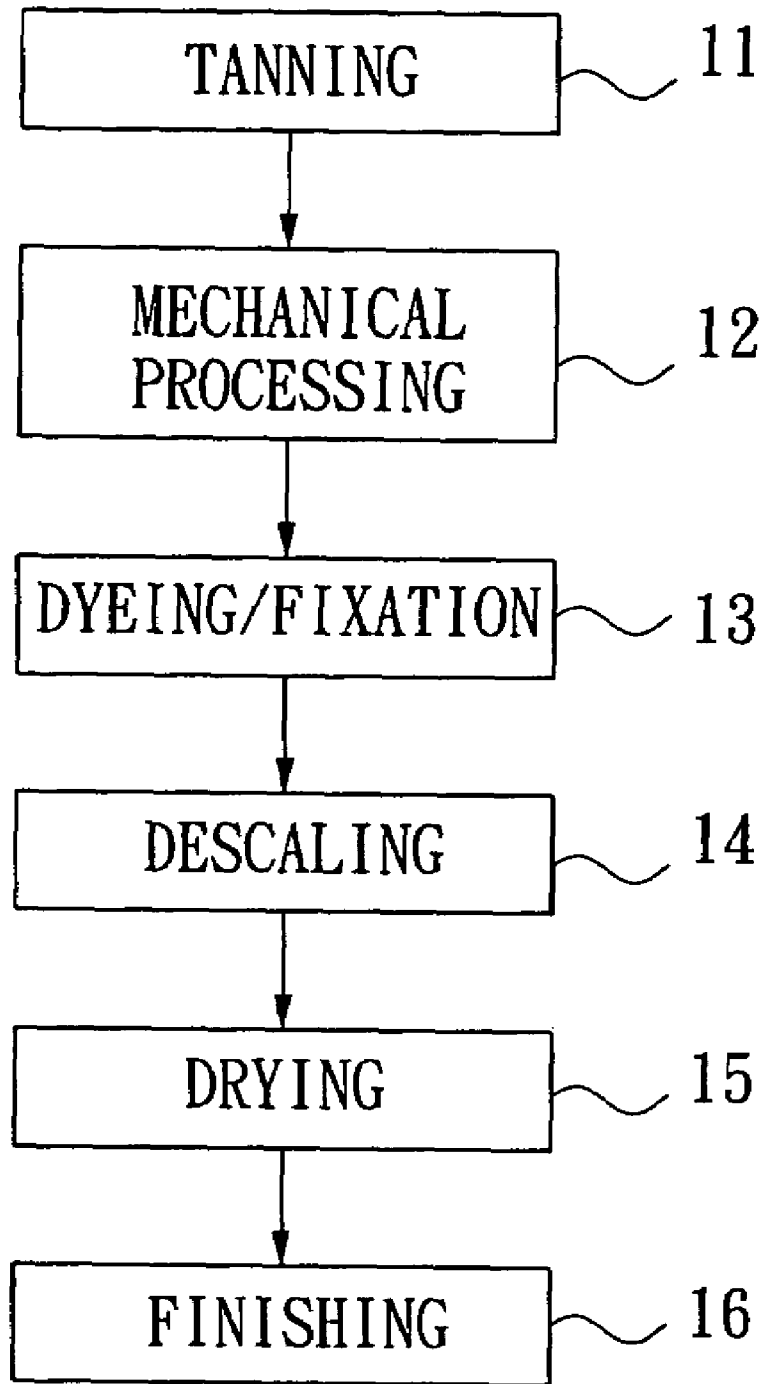 TANNING
11
MECHANICAL
PROCESSING
12
DYEING/FIXATION
13
DESCALING
14
DRYING
15
FINISHING
16